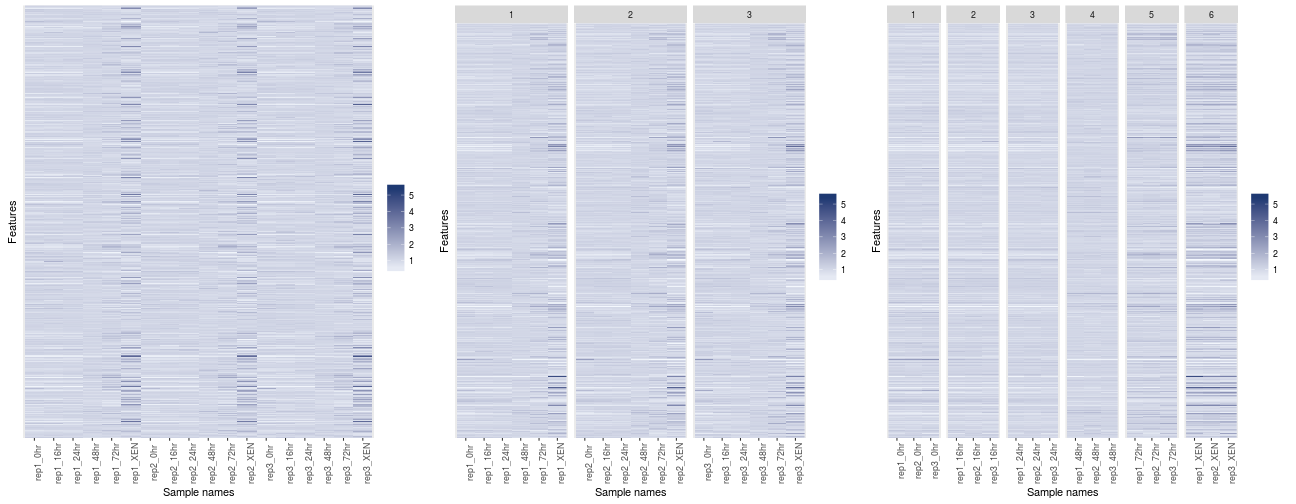 Features
5
4
3
2
1
rep1_0hr
rep1_16hr
rep1_24hr
rep1_48hr
rep1_72hr
rep1_XEN
rep2_0hr
rep2_16hr
rep2_24hr
rep2_48hr
rep2_72hr
rep2_XEN
rep3_0hr
rep3_16hr
rep3_24hr
rep3_48hr
rep3_72hr
rep3_XEN
Sample names
1 2 3
Features
5
4
3
2
1
rep1_0hr
rep1_16hr
rep1_24hr
rep1_48hr
rep1_72hr
rep1_XEN
rep2_0hr
rep2_16hr
rep2_24hr
rep2_48hr
rep2_72hr
rep2_XEN
rep3_0hr
rep3_16hr
rep3_24hr
rep3_48hr
rep3_72hr
rep3_XEN
Sample names
1 2 3 4 5 6
Features
5
4
3
2
1
rep1_0hr
rep2_0hr
rep3_0hr
rep1_16hr
rep2_16hr
rep3_16hr
rep1_24hr
rep2_24hr
rep3_24hr
rep1_48hr
rep2_48hr
rep3_48hr
rep1_72hr
rep2_72hr
rep3_72hr
rep1_XEN
rep2_XEN
rep3_XEN
Sample names